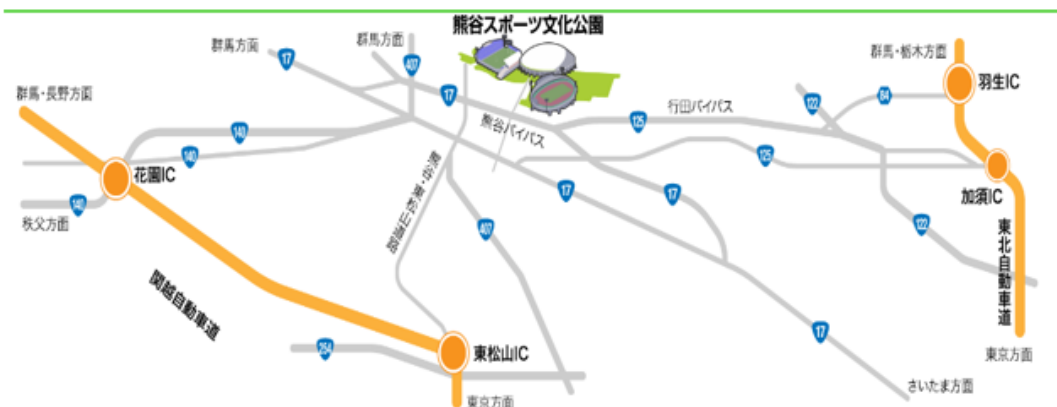 熊谷スポーツ文化公園
群馬方面
群馬方面
群馬・栃木方面
17
407
羽生IC
群馬・長野方面
17
84
122
行田バイパス
125
熊谷バイパス
140
140
125
花園IC
熊谷・東松山道路
17
17
加須IC
140
秩父方面
407
122
東北自動車道
関越自動車道
17
254
東松山IC
東京方面
さいたま方面
東京方面